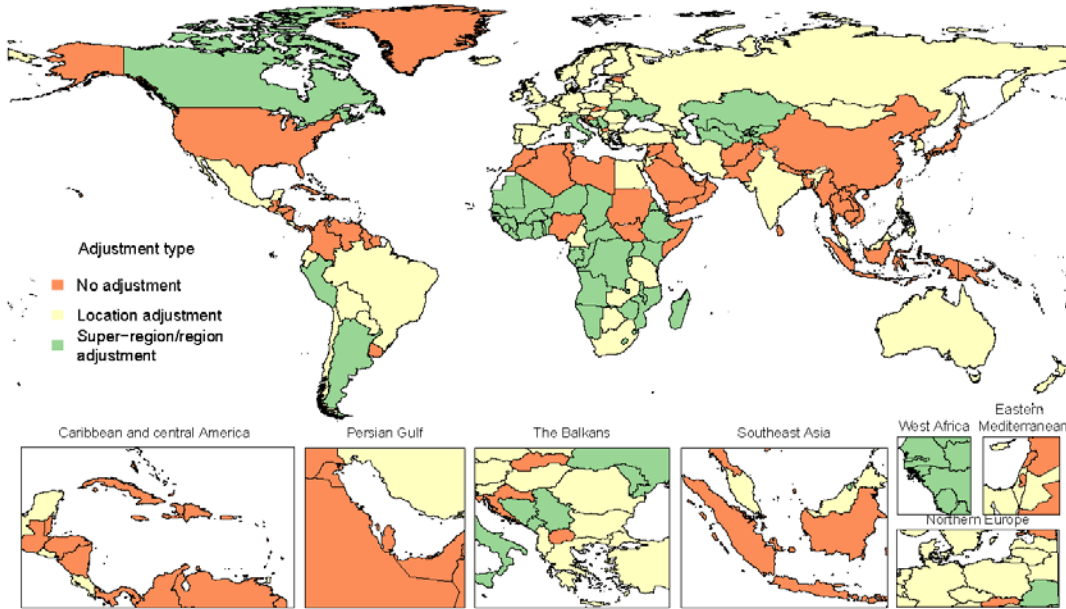 Adjustment type
No adjustment
Location adjustment
Super−region/region
adjustment
Caribbean and central America
Persian Gulf
The Balkans
Southeast Asia
West Africa
Eastern
Mediterranean
Northern Europe